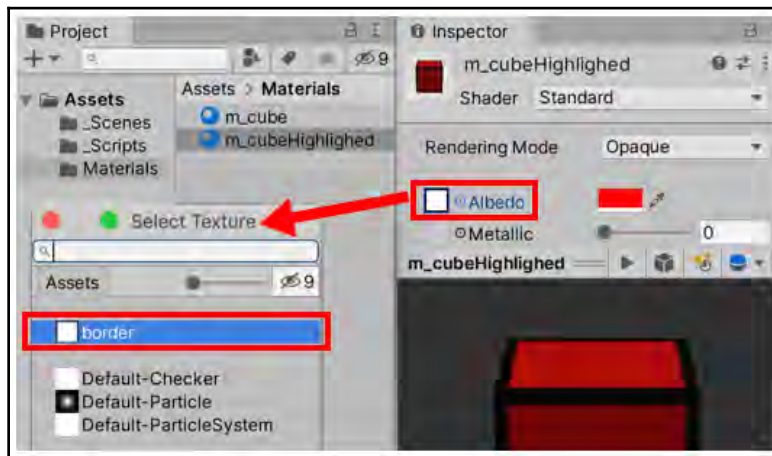 Project
9
Assets > Materials
Assets
_Scenes
_Scripts
Materials
m_cube
m_cubeHighlighed
Select Texture
Assets
9
border
Default-Checker
Default-Particle
Default-ParticleSystem
Inspector
m_cubeHighlighed
Shader Standard
Rendering Mode Opaque
Albedo
Metallic 0
m_cubeHighlighed